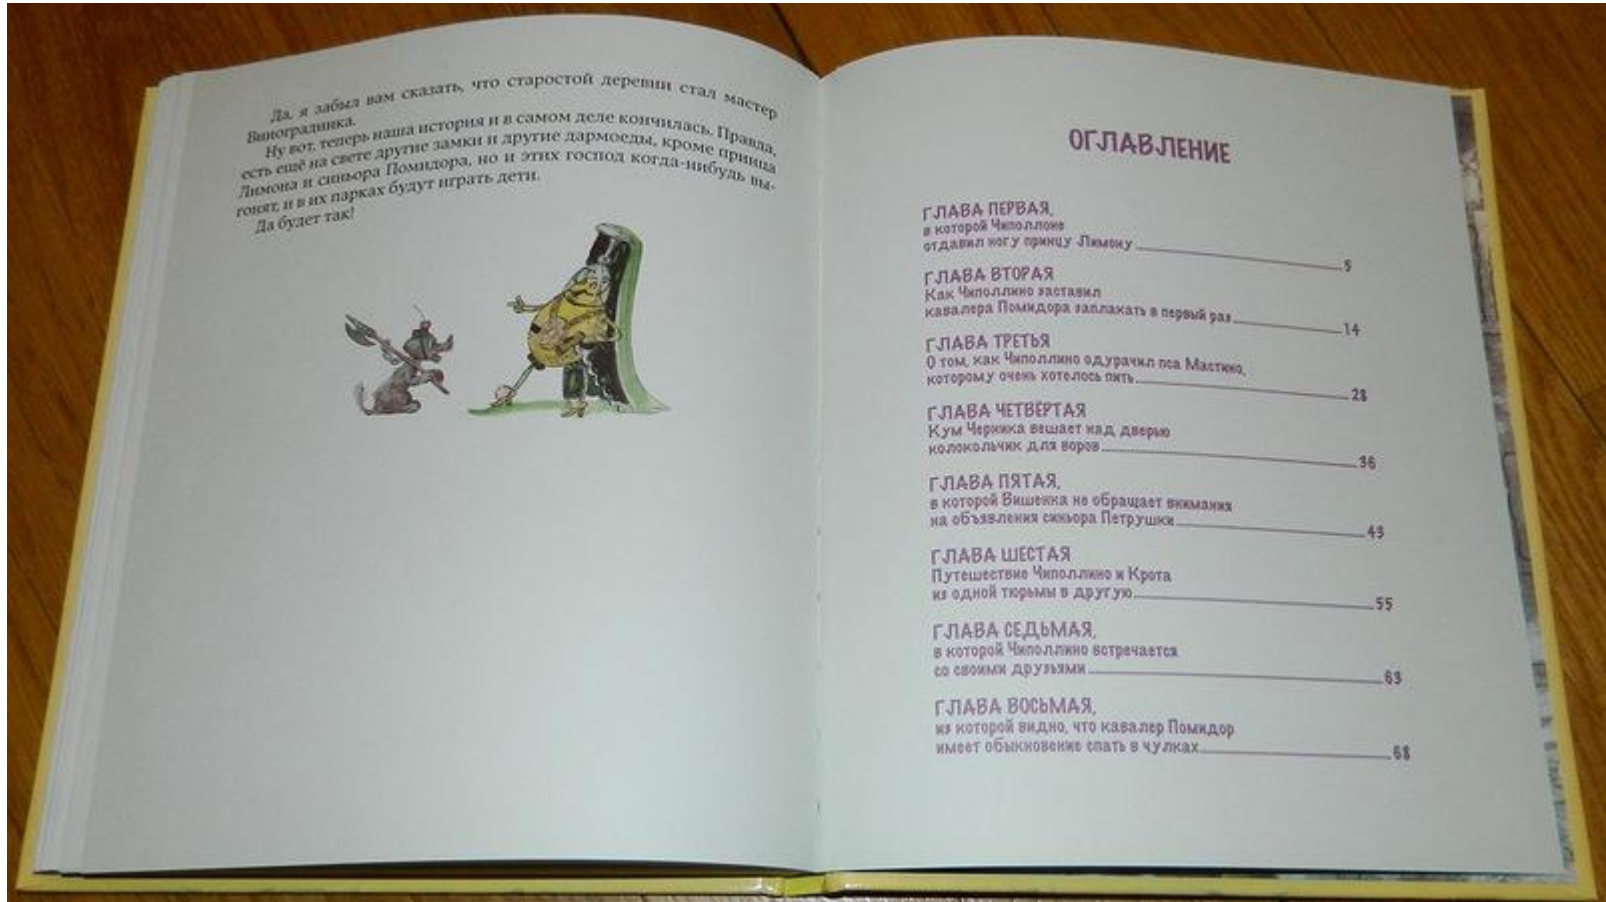 Да, я забыл вам сказать, что старостой деревни стал мастер
Виноградинка.
Ну вот, теперь наша история и в самом деле кончилась. Правда,
есть ещё на свете другие замки и другие дармоеды, кроме принца
Лимона и синьора Помидора, но и этих господ когда-нибудь вы-
гонят, и в их парках будут играть дети.
Да будет так!
ОГЛАВЛЕНИЕ
ГЛАВА ПЕРВАЯ,
в которой Чиполлоне
отдавил ногу принцу Лимону 5
ГЛАВА ВТОРАЯ
Как Чиполлино заставил
кавалера Помидора заплакать в первый раз 14
ГЛАВА ТРЕТЬЯ
О том, как Чиполлино одурачил пса Мастино,
которому очень хотелось пить 28
ГЛАВА ЧЕТВЁРТАЯ
Кум Черника вешает над дверью
колокольчик для воров 36
ГЛАВА ПЯТАЯ,
в которой Вишенка не обращает внимания
на объявления синьора Петрушки 43
ГЛАВА ШЕСТАЯ
Путешествие Чиполлино и Крота
из одной тюрьмы в другую 55
ГЛАВА СЕДЬМАЯ,
в которой Чиполлино встречается
со своими друзьями 63
ГЛАВА ВОСЬМАЯ,
из которой видно, что кавалер Помидор
имеет обыкновение спать в чулках 68